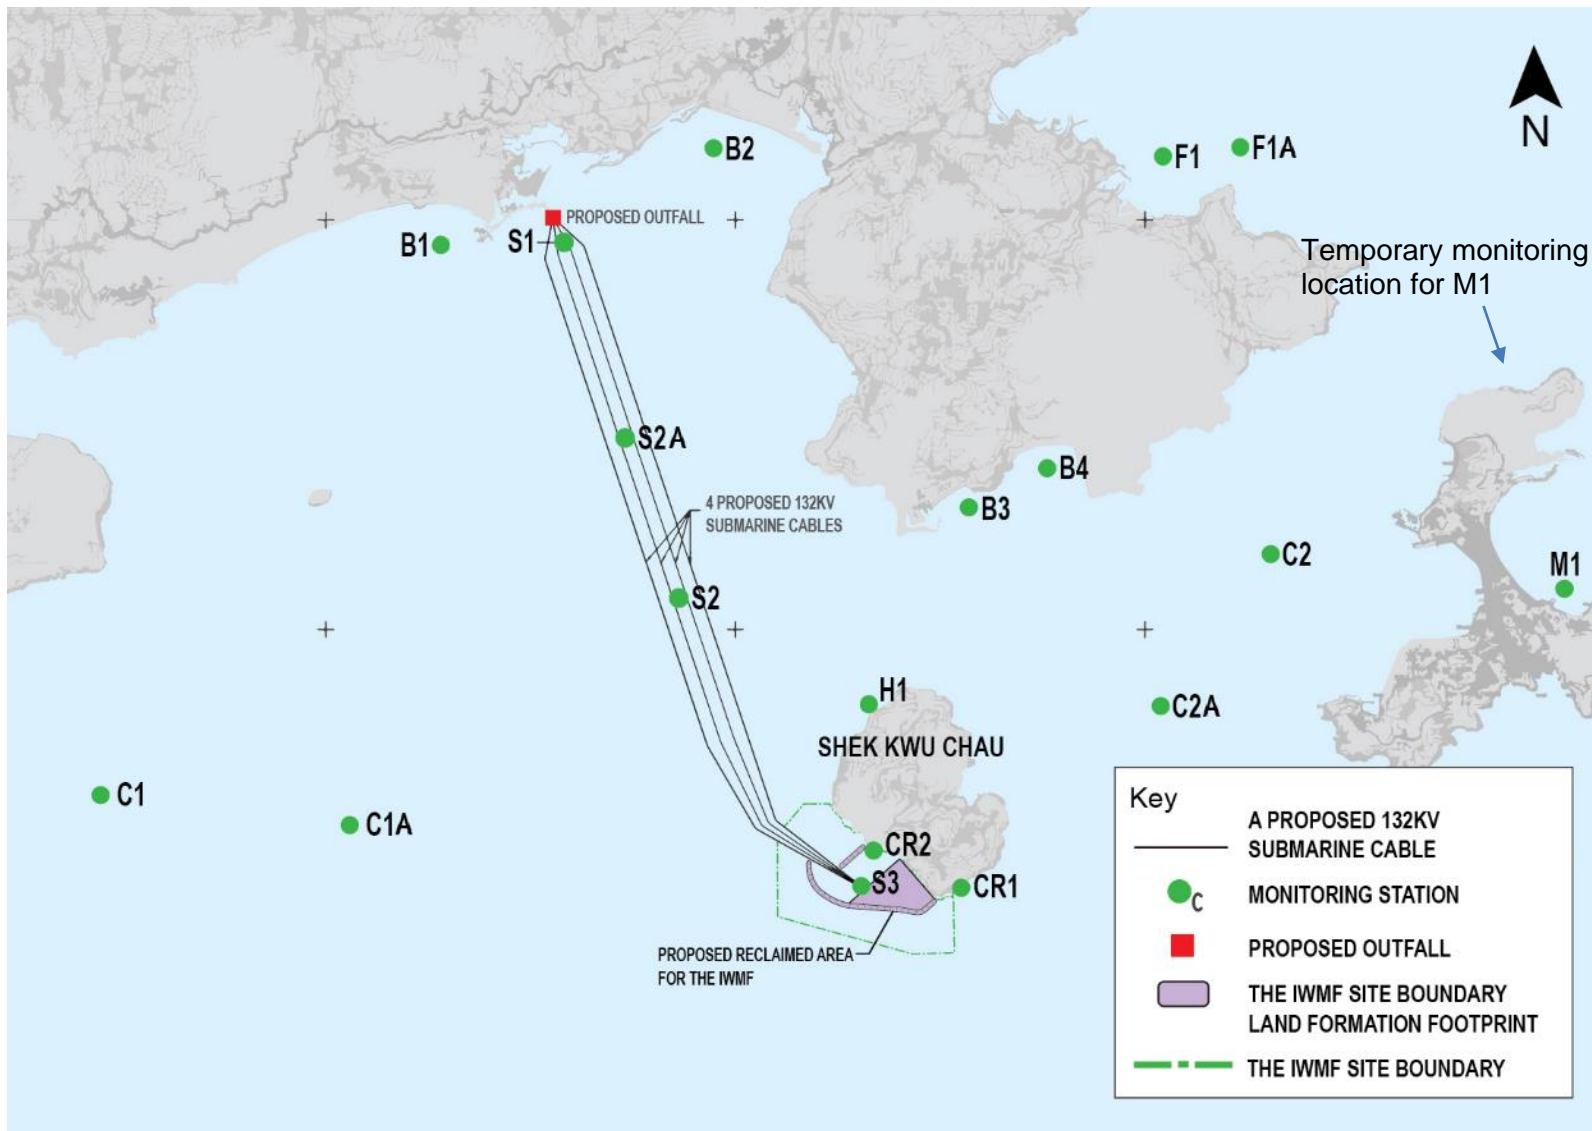 B2
F1
F1A
N
PROPOSED OUTFALL
B1
S1
Temporary monitoring
location for M1
S2A
B4
4 PROPOSED 132KV
SUBMARINE CABLES
B3
C2
M1
S2
H1
C2A
SHEK KWU CHAU
C1
C1A
CR2
S3
CR1
PROPOSED RECLAIMED AREA
FOR THE IWMF
Key
A PROPOSED 132KV
SUBMARINE CABLE
C
MONITORING STATION
PROPOSED OUTFALL
THE IWMF SITE BOUNDARY
LAND FORMATION FOOTPRINT
THE IWMF SITE BOUNDARY